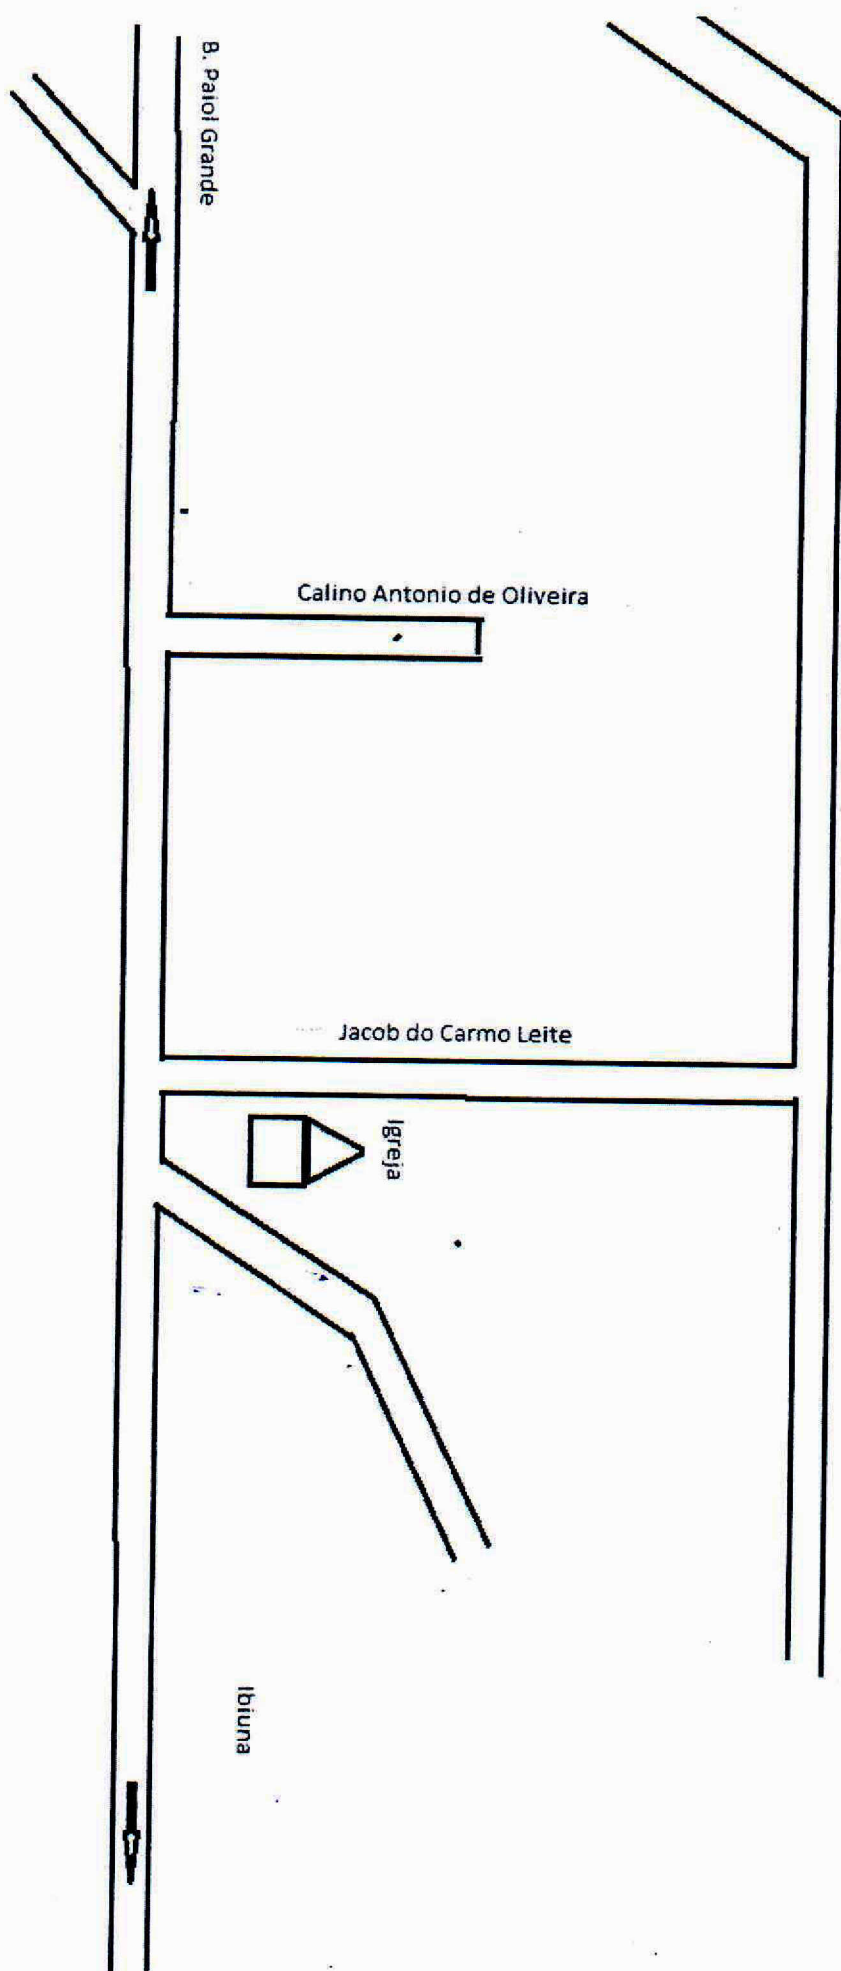 B. Paiol Grande
Calino Antonio de Oliveira
Jacob do Carmo Leite
Igreja
Ibiuna